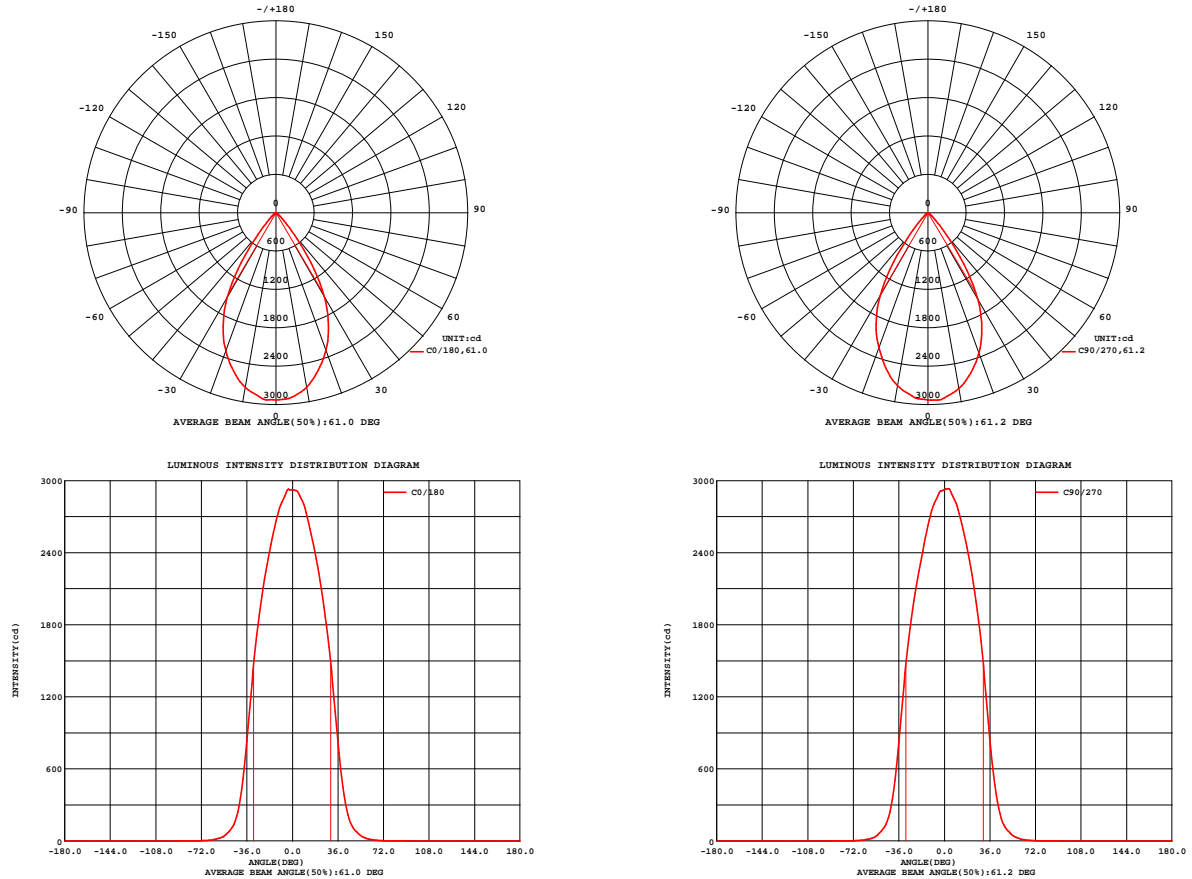 -/+180
-150 150
-120 120
-90 90
0
600
1200
-60 60
1800
UNIT:cd
C0/180,61.0
2400
-30 30
3000
0
AVERAGE BEAM ANGLE(50%):61.0 DEG
-/+180
-150 150
-120 120
-90 90
0
600
1200
-60 60
1800
UNIT:cd
C90/270,61.2
2400
-30 30
3000
0
AVERAGE BEAM ANGLE(50%):61.2 DEG
LUMINOUS INTENSITY DISTRIBUTION DIAGRAM
3000
C0/180
2400
1800
INTENSITY(cd)
1200
600
0
-180.0 -144.0 -108.0 -72.0 -36.0 0.0 36.0 72.0 108.0 144.0 180.0
ANGLE(DEG)
AVERAGE BEAM ANGLE(50%):61.0 DEG
LUMINOUS INTENSITY DISTRIBUTION DIAGRAM
3000
C90/270
2400
1800
INTENSITY(cd)
1200
600
0
-180.0 -144.0 -108.0 -72.0 -36.0 0.0 36.0 72.0 108.0 144.0 180.0
ANGLE(DEG)
AVERAGE BEAM ANGLE(50%):61.2 DEG